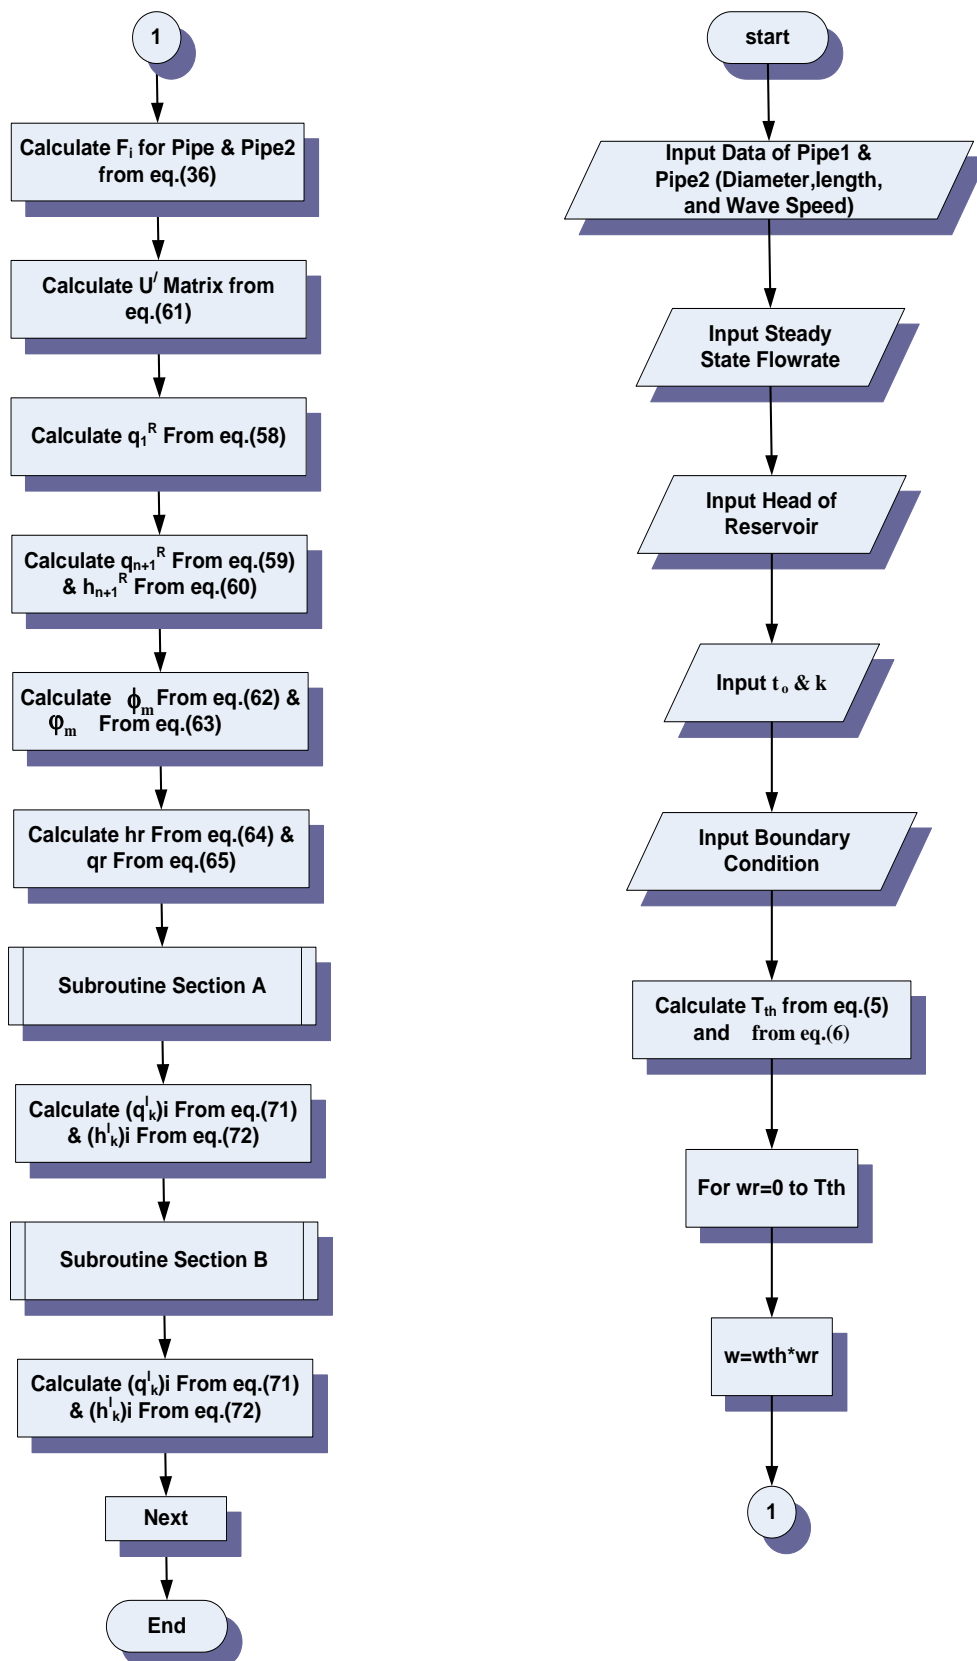 1
Calculate Fᵢ for Pipe & Pipe2
from eq.(36)
Calculate U/ Matrix from
eq.(61)
Calculate q₁ᴿ From eq.(58)
Calculate qₙ₊₁ᴿ From eq.(59)
& hₙ₊₁ᴿ From eq.(60)
Calculate ϕₘ From eq.(62) &
φₘ From eq.(63)
Calculate hr From eq.(64) &
qr From eq.(65)
Subroutine Section A
Calculate (qˡₖ)i From eq.(71)
& (hˡₖ)i From eq.(72)
Subroutine Section B
Calculate (qˡₖ)i From eq.(71)
& (hˡₖ)i From eq.(72)
Next
End
start
Input Data of Pipe1 &
Pipe2 (Diameter,length,
and Wave Speed)
Input Steady
State Flowrate
Input Head of
Reservoir
Input tₒ & k
Input Boundary
Condition
Calculate Tₜₕ from eq.(5)
and from eq.(6)
For wr=0 to Tth
w=wth*wr
1